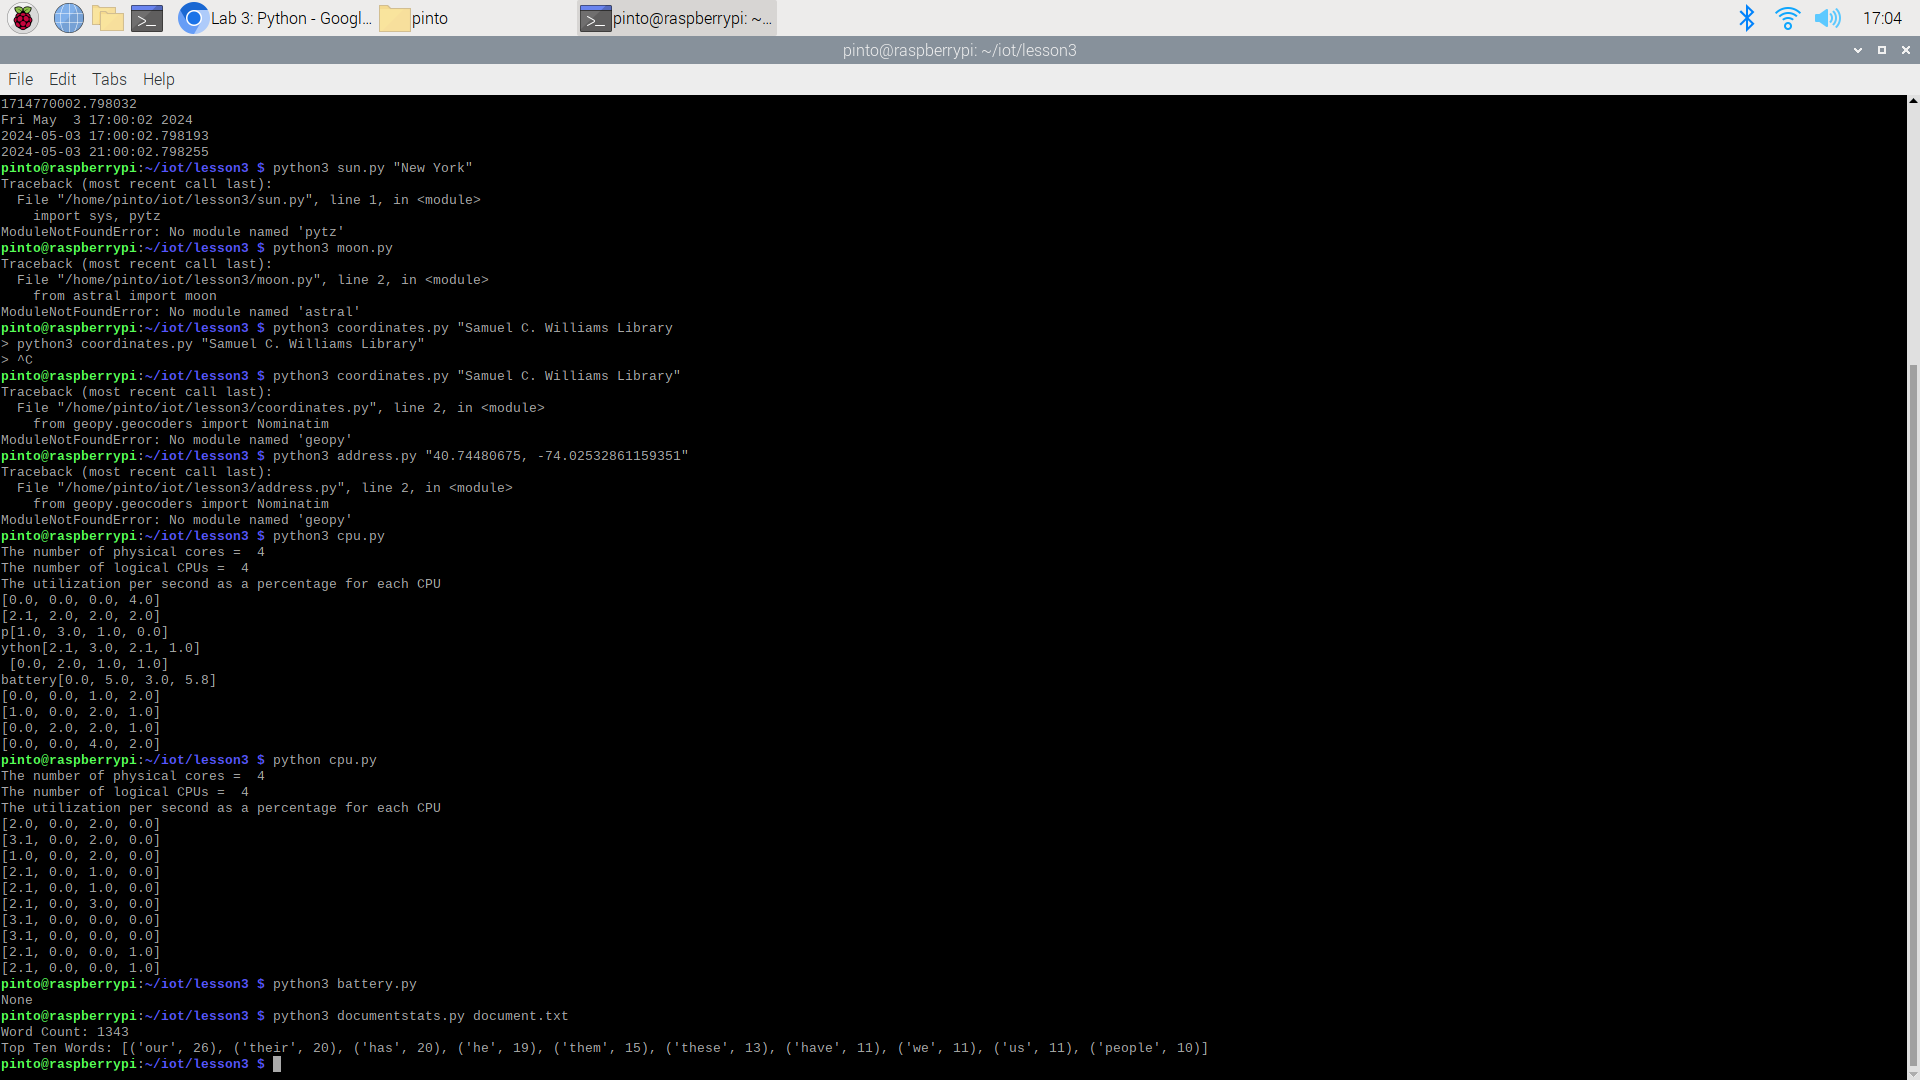 Lab 3: Python - Googl... pinto pinto@raspberrypi: ~... 17:04
pinto@raspberrypi: ~/iot/lesson3
File Edit Tabs Help
1714770002.798032
Fri May  3 17:00:02 2024
2024-05-03 17:00:02.798193
2024-05-03 21:00:02.798255
pinto@raspberrypi:~/iot/lesson3 $ python3 sun.py "New York"
Traceback (most recent call last):
  File "/home/pinto/iot/lesson3/sun.py", line 1, in <module>
    import sys, pytz
ModuleNotFoundError: No module named 'pytz'
pinto@raspberrypi:~/iot/lesson3 $ python3 moon.py
Traceback (most recent call last):
  File "/home/pinto/iot/lesson3/moon.py", line 2, in <module>
    from astral import moon
ModuleNotFoundError: No module named 'astral'
pinto@raspberrypi:~/iot/lesson3 $ python3 coordinates.py "Samuel C. Williams Library
> python3 coordinates.py "Samuel C. Williams Library"
> ^C
pinto@raspberrypi:~/iot/lesson3 $ python3 coordinates.py "Samuel C. Williams Library"
Traceback (most recent call last):
  File "/home/pinto/iot/lesson3/coordinates.py", line 2, in <module>
    from geopy.geocoders import Nominatim
ModuleNotFoundError: No module named 'geopy'
pinto@raspberrypi:~/iot/lesson3 $ python3 address.py "40.74480675, -74.02532861159351"
Traceback (most recent call last):
  File "/home/pinto/iot/lesson3/address.py", line 2, in <module>
    from geopy.geocoders import Nominatim
ModuleNotFoundError: No module named 'geopy'
pinto@raspberrypi:~/iot/lesson3 $ python3 cpu.py
The number of physical cores =  4
The number of logical CPUs =  4
The utilization per second as a percentage for each CPU
[0.0, 0.0, 0.0, 4.0]
[2.1, 2.0, 2.0, 2.0]
p[1.0, 3.0, 1.0, 0.0]
ython[2.1, 3.0, 2.1, 1.0]
 [0.0, 2.0, 1.0, 1.0]
battery[0.0, 5.0, 3.0, 5.8]
[0.0, 0.0, 1.0, 2.0]
[1.0, 0.0, 2.0, 1.0]
[0.0, 2.0, 2.0, 1.0]
[0.0, 0.0, 4.0, 2.0]
pinto@raspberrypi:~/iot/lesson3 $ python cpu.py
The number of physical cores =  4
The number of logical CPUs =  4
The utilization per second as a percentage for each CPU
[2.0, 0.0, 2.0, 0.0]
[3.1, 0.0, 2.0, 0.0]
[1.0, 0.0, 2.0, 0.0]
[2.1, 0.0, 1.0, 0.0]
[2.1, 0.0, 1.0, 0.0]
[2.1, 0.0, 3.0, 0.0]
[3.1, 0.0, 0.0, 0.0]
[3.1, 0.0, 0.0, 0.0]
[2.1, 0.0, 0.0, 1.0]
[2.1, 0.0, 0.0, 1.0]
pinto@raspberrypi:~/iot/lesson3 $ python3 battery.py
None
pinto@raspberrypi:~/iot/lesson3 $ python3 documentstats.py document.txt
Word Count: 1343
Top Ten Words: [('our', 26), ('their', 20), ('has', 20), ('he', 19), ('them', 15), ('these', 13), ('have', 11), ('we', 11), ('us', 11), ('people', 10)]
pinto@raspberrypi:~/iot/lesson3 $